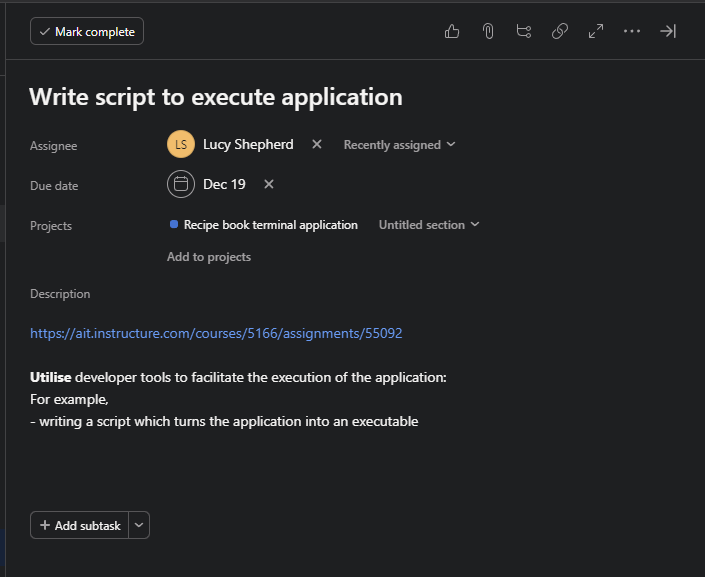 Mark complete
Write script to execute application
Assignee
LS Lucy Shepherd Recently assigned
Due date
Dec 19
Projects
Recipe book terminal application Untitled section
Add to projects
Description
https://ait.instructure.com/courses/5166/assignments/55092
Utilise developer tools to facilitate the execution of the application:
For example,
- writing a script which turns the application into an executable
+ Add subtask